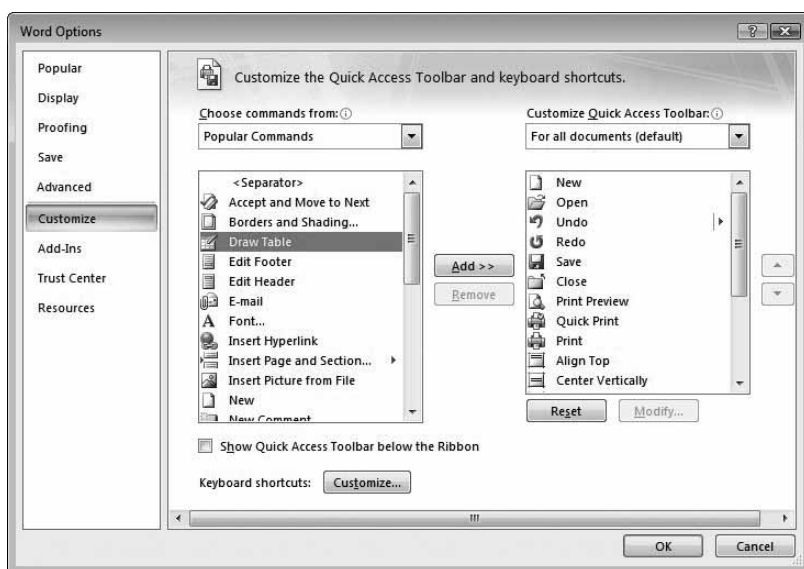 Word Options
Popular
Display
Proofing
Save
Advanced
Customize
Add-Ins
Trust Center
Resources
Customize the Quick Access Toolbar and keyboard shortcuts.
Choose commands from:
Popular Commands
<Separator>
Accept and Move to Next
Borders and Shading...
Draw Table
Edit Footer
Edit Header
E-mail
Font...
Insert Hyperlink
Insert Page and Section...
Insert Picture from File
New
New Comment
Add >>
Remove
Customize Quick Access Toolbar:
For all documents (default)
New
Open
Undo
Redo
Save
Close
Print Preview
Quick Print
Print
Align Top
Center Vertically
Reset
Modify...
Show Quick Access Toolbar below the Ribbon
Keyboard shortcuts: Customize...
OK
Cancel